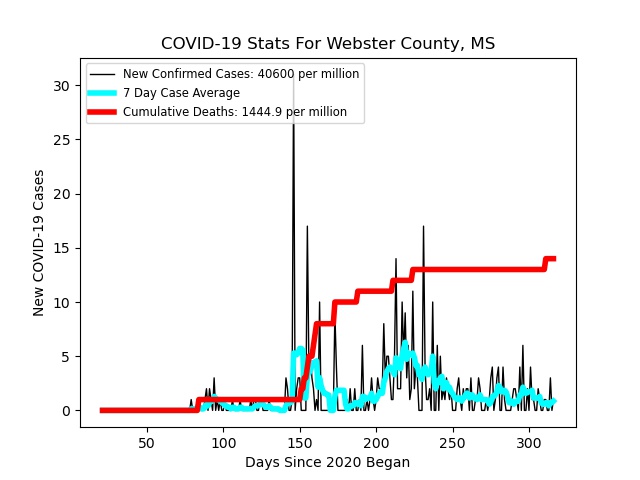 COVID-19 Stats For Webster County, MS
New Confirmed Cases: 40600 per million
7 Day Case Average
Cumulative Deaths: 1444.9 per million
30
25
20
15
10
5
0
New COVID-19 Cases
50 100 150 200 250 300
Days Since 2020 Began